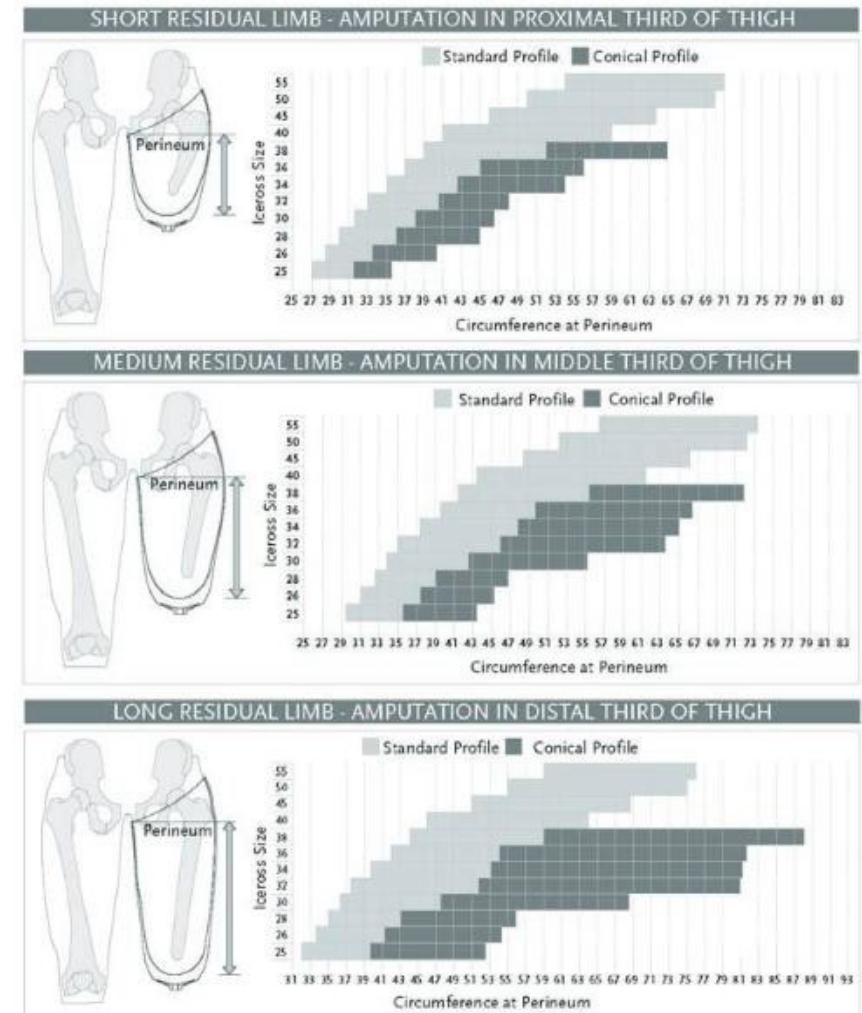 SHORT RESIDUAL LIMB - AMPUTATION IN PROXIMAL THIRD OF THIGH
Standard Profile Conical Profile
Perineum
Iceross Size
55
50
45
40
38
36
34
32
30
28
26
25
25 27 29 31 33 35 37 39 41 43 45 47 49 51 53 55 57 59 61 63 65 67 69 71 73 75 77 79 81 83
Circumference at Perineum
MEDIUM RESIDUAL LIMB - AMPUTATION IN MIDDLE THIRD OF THIGH
Standard Profile Conical Profile
Perineum
Iceross Size
55
50
45
40
38
36
34
32
30
28
26
25
25 27 29 31 33 35 37 39 41 43 45 47 49 51 53 55 57 59 61 63 65 67 69 71 73 75 77 79 81 83
Circumference at Perineum
LONG RESIDUAL LIMB - AMPUTATION IN DISTAL THIRD OF THIGH
Standard Profile Conical Profile
Perineum
Iceross Size
55
50
45
40
38
36
34
32
30
28
26
25
31 33 35 37 39 41 43 45 47 49 51 53 55 57 59 61 63 65 67 69 71 73 75 77 79 81 83 85 87 89 91 93
Circumference at Perineum